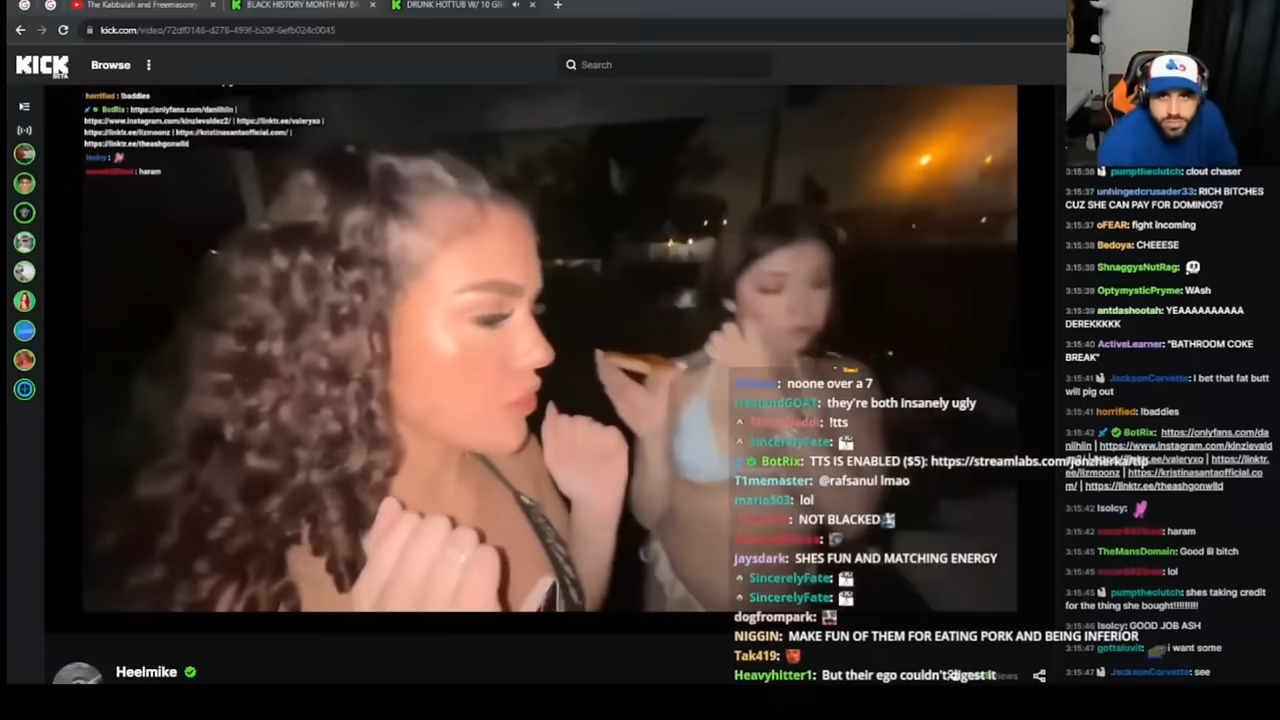 The Kabbalah and Freemasonry
BLACK HISTORY MONTH W/ B
DRUNK HOTTUB W/ 10 GI
kick.com/video/72df0146-d276-499f-b20f-6efb024c0045
KICK
BETA
Browse
Search
horrified : !baddies
BotRix : https://onlyfans.com/daniihlin |
https://www.instagram.com/kinzievaldez2/ | https://linktr.ee/valeryxo |
https://linktr.ee/lizmoonz | https://kristinasantaofficial.com/ |
https://linktr.ee/theashgonwild
Isolcy :
: haram
noone over a 7
they're both insanely ugly
!tts
SincerelyFate:
BotRix: TTS IS ENABLED ($5): https://streamlabs.com/jonzherka/tip
T1memaster: @rafsanul lmao
mario503: lol
NOT BLACKED
jaysdark: SHES FUN AND MATCHING ENERGY
SincerelyFate:
SincerelyFate:
dogfrompark:
NIGGIN: MAKE FUN OF THEM FOR EATING PORK AND BEING INFERIOR
Tak419:
Heavyhitter1: But their ego couldn't digest it
Heelmike
3:15:36 pumptheclutch: clout chaser
3:15:37 unhingedcrusader33: RICH BITCHES
CUZ SHE CAN PAY FOR DOMINOS?
3:15:37 oFEAR: fight incoming
3:15:38 Bedoya: CHEEESE
ShnaggysNutRag:
3:15:39 OptymysticPryme: WAsh
3:15:39 antdashootah: YEAAAAAAAAAA
DEREKKKKK
3:15:40 ActiveLearner: "BATHROOM COKE
BREAK"
3:15:41 JacksonCorvette: I bet that fat butt
will pig out
3:15:41 horrified: !baddies
3:15:42 BotRix: https://onlyfans.com/da
niihlin | https://www.instagram.com/kinzievald
ez2/ | https://linktr.ee/valeryxo | https://linktr.
ee/lizmoonz | https://kristinasantaofficial.co
m/ | https://linktr.ee/theashgonwild
3:15:42 Isolcy:
3:15:42 : haram
3:15:45 TheMansDomain: Good lil bitch
3:15:45 : lol
3:15:45 pumptheclutch: shes taking credit
for the thing she bought!!!!!!!!!
3:15:46 Isolcy: GOOD JOB ASH
3:15:47 gottaluvit: i want some
3:15:47 JacksonCorvette: see